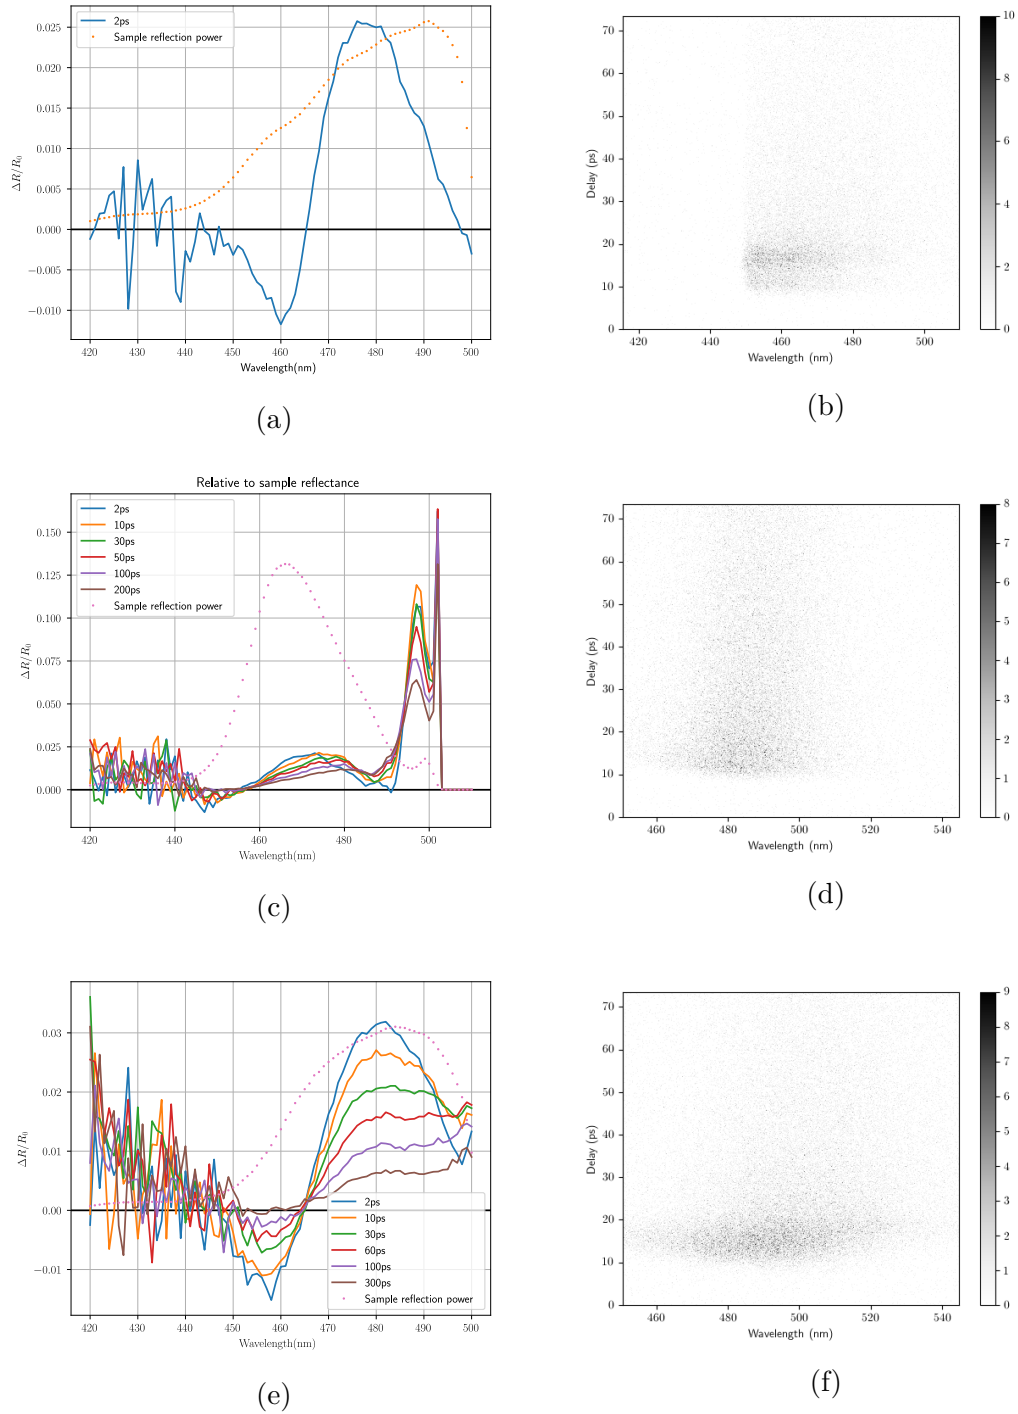 2ps
Sample reflection power
0.025
0.020
0.015
0.010
0.005
0.000
−0.005
−0.010
ΔR/R₀
420 430 440 450 460 470 480 490 500
Wavelength(nm)
(a)
70
60
50
40
30
20
10
0
Delay (ps)
420 440 460 480 500
Wavelength (nm)
10
8
6
4
2
0
(b)
Relative to sample reflectance
2ps
10ps
30ps
50ps
100ps
200ps
Sample reflection power
0.150
0.125
0.100
0.075
0.050
0.025
0.000
ΔR/R₀
420 440 460 480 500
Wavelength(nm)
(c)
70
60
50
40
30
20
10
0
Delay (ps)
460 480 500 520 540
Wavelength (nm)
8
7
6
5
4
3
2
1
0
(d)
0.03
0.02
0.01
0.00
−0.01
ΔR/R₀
2ps
10ps
30ps
60ps
100ps
300ps
Sample reflection power
420 430 440 450 460 470 480 490 500
Wavelength(nm)
(e)
70
60
50
40
30
20
10
0
Delay (ps)
460 480 500 520 540
Wavelength (nm)
9
8
7
6
5
4
3
2
1
0
(f)